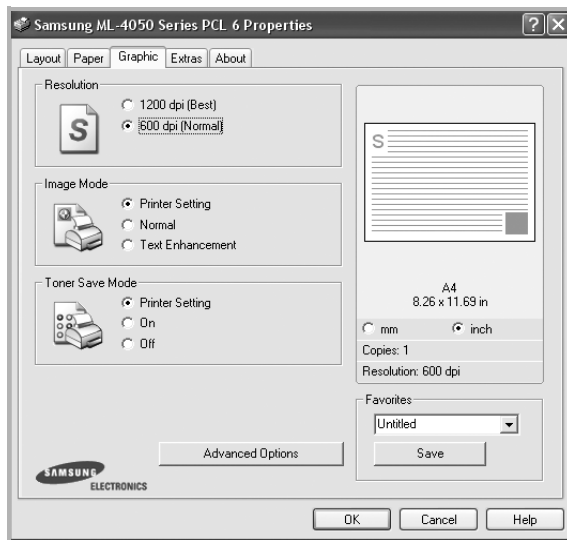 Samsung ML-4050 Series PCL 6 Properties
Layout Paper Graphic Extras About
Resolution
1200 dpi (Best)
600 dpi (Normal)
S
Image Mode
Printer Setting
Normal
Text Enhancement
Toner Save Mode
Printer Setting
On
Off
S
A4
8.26 x 11.69 in
mm inch
Copies: 1
Resolution: 600 dpi
Favorites
Untitled
Save
Advanced Options
SAMSUNG
ELECTRONICS
OK Cancel Help